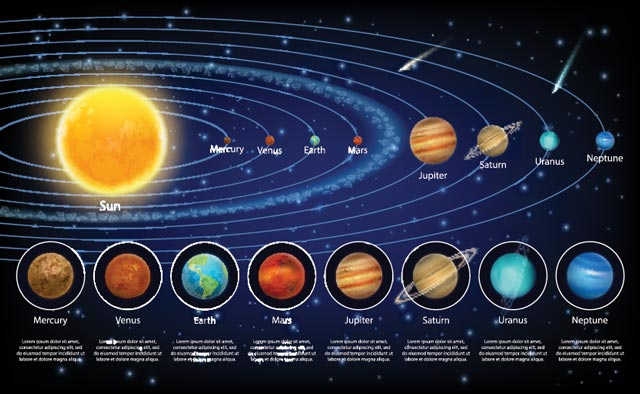 Sun
Mercury
Venus
Earth
Mars
Jupiter
Saturn
Uranus
Neptune
Mercury
Venus
Earth
Mars
Jupiter
Saturn
Uranus
Neptune
Lorem ipsum dolor sit amet,
consectetur adipiscing elit, sed
do eiusmod tempor incididunt ut
labore et dolore magna aliqua.
Lorem dolor sit amet,
consectetur adipiscing elit, sed
do eiusmod tempor incididunt ut
labore et dolore magna aliqua.
Lorem ipsum dolor sit amet,
consectetur adipiscing elit, sed
do eiusmod incididunt ut
labore et magna aliqua.
Lorem ipsum dolor sit amet,
elit, sed
do tempor ut
labore et dolore magna aliqua.
Lorem ipsum dolor sit amet,
consectetur adipiscing elit, sed
do eiusmod tempor incididunt ut
labore et dolore magna aliqua.
Lorem ipsum dolor sit amet,
consectetur adipiscing elit, sed
do eiusmod tempor incididunt ut
labore et dolore magna aliqua.
Lorem ipsum dolor sit amet,
consectetur adipiscing elit, sed
do eiusmod tempor incididunt ut
labore et dolore magna aliqua.
Lorem ipsum dolor sit amet,
consectetur adipiscing elit, sed
do eiusmod tempor incididunt ut
labore et dolore magna aliqua.